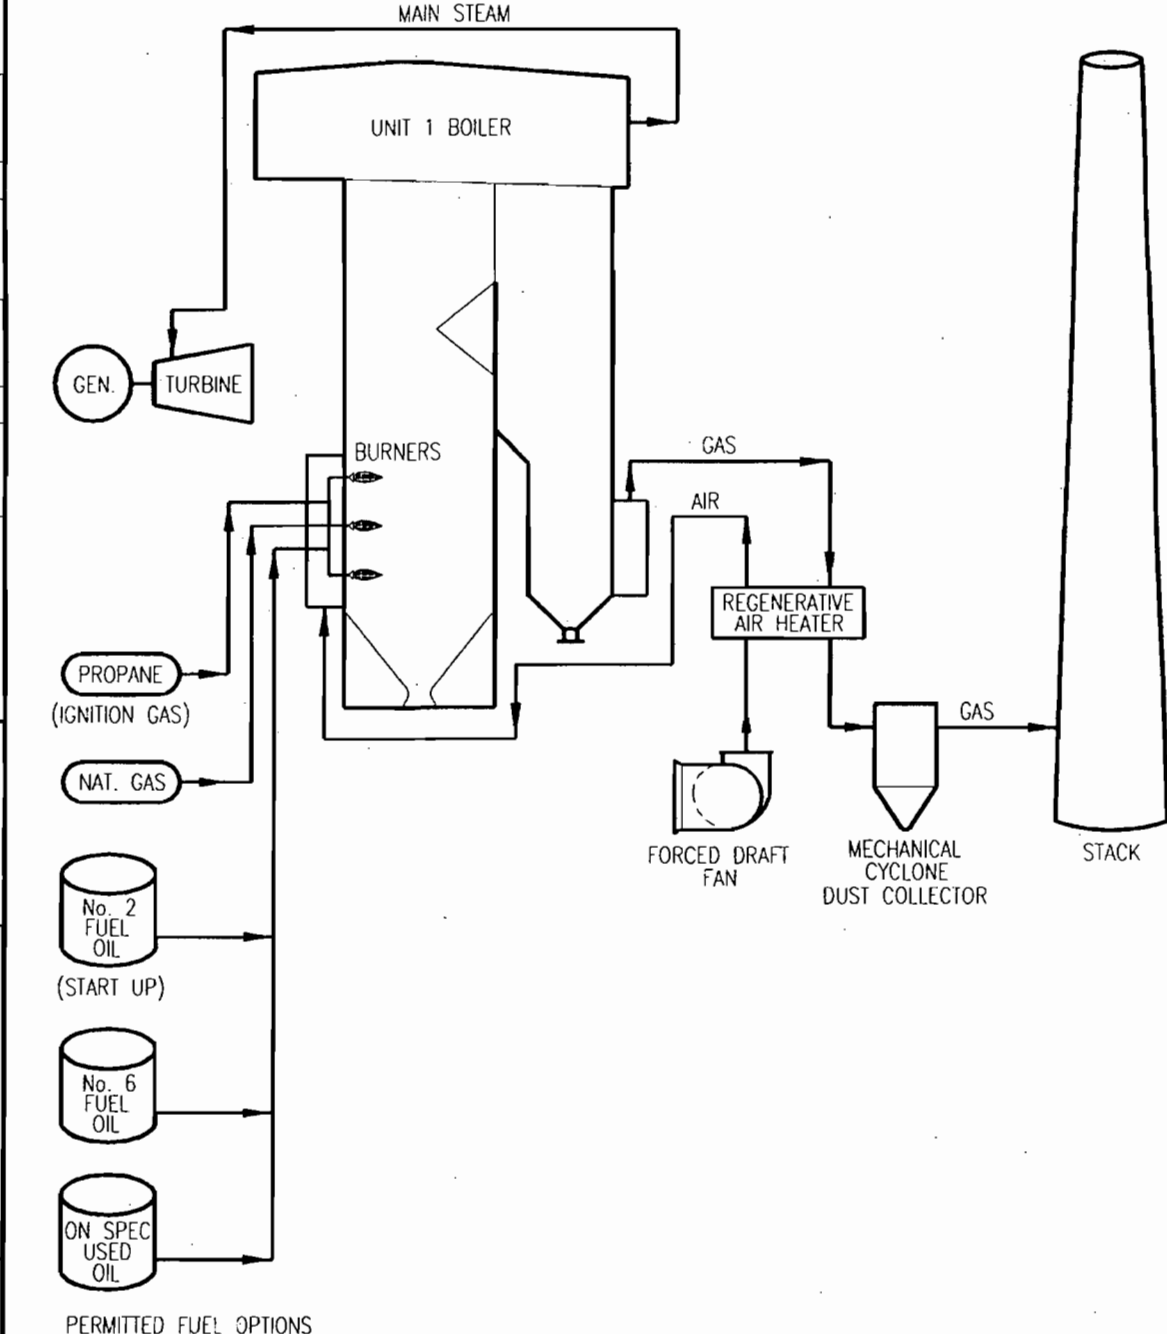 MAIN STEAM
UNIT 1 BOILER
GEN.
TURBINE
BURNERS
GAS
AIR
REGENERATIVE
AIR HEATER
PROPANE
(IGNITION GAS)
GAS
NAT. GAS
FORCED DRAFT
FAN
MECHANICAL
CYCLONE
DUST COLLECTOR
STACK
No. 2
FUEL
OIL
(START UP)
No. 6
FUEL
OIL
ON SPEC
USED
OIL
PERMITTED FUEL OPTIONS